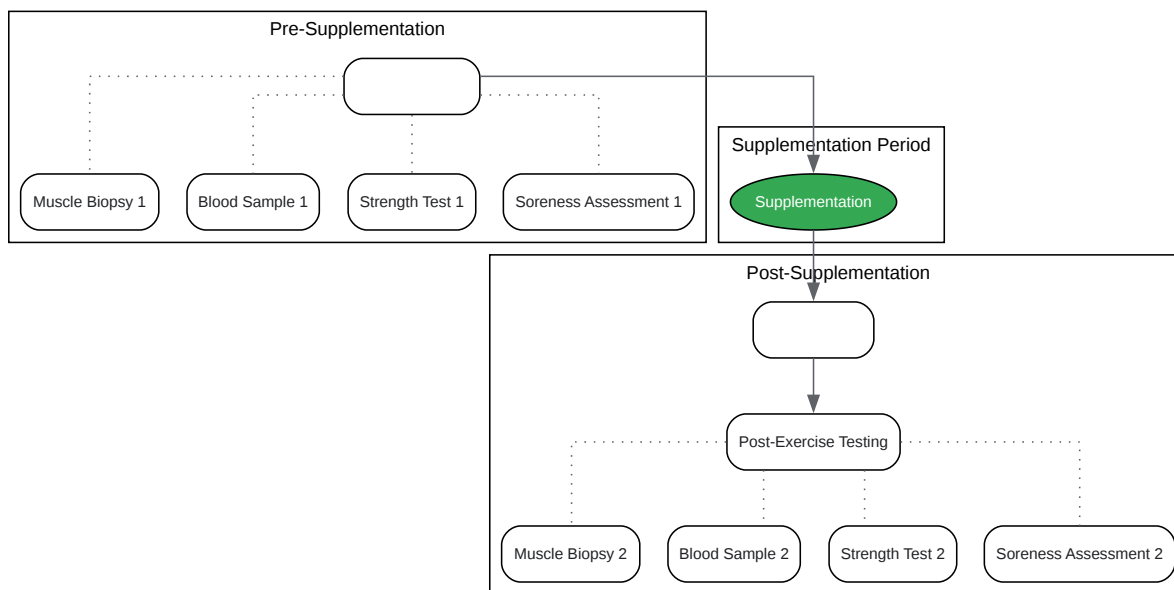 Pre-Supplementation
Muscle Biopsy 1
Blood Sample 1
Strength Test 1
Soreness Assessment 1
Supplementation Period
Supplementation
Post-Supplementation
Post-Exercise Testing
Muscle Biopsy 2
Blood Sample 2
Strength Test 2
Soreness Assessment 2